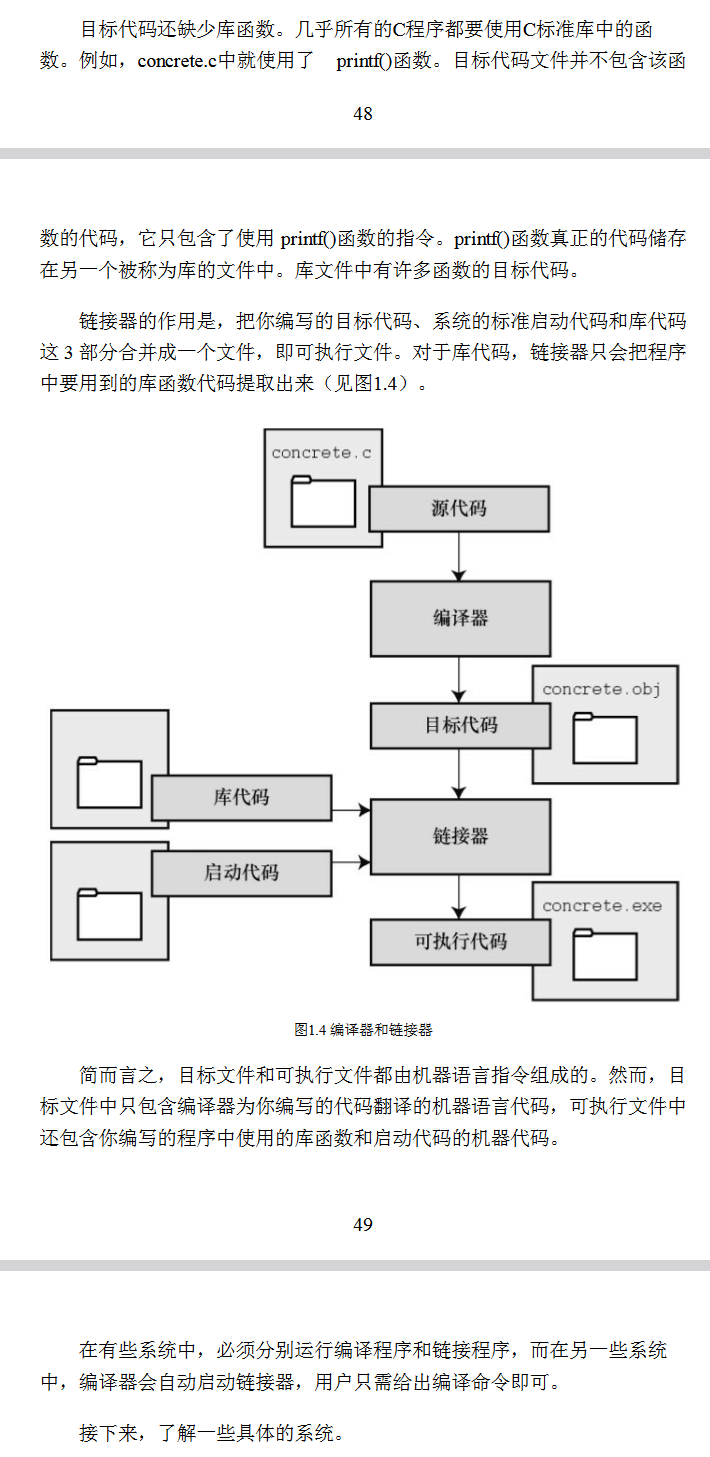 目标代码还缺少库函数。几乎所有的C程序都要使用C标准库中的函
数。例如，concrete.c中就使用了 printf()函数。目标代码文件并不包含该函
48
数的代码，它只包含了使用 printf()函数的指令。printf()函数真正的代码储存
在另一个被称为库的文件中。库文件中有许多函数的目标代码。
链接器的作用是，把你编写的目标代码、系统的标准启动代码和库代码
这 3 部分合并成一个文件，即可执行文件。对于库代码，链接器只会把程序
中要用到的库函数代码提取出来（见图1.4）。
concrete.c
源代码
编译器
concrete.obj
目标代码
库代码
链接器
启动代码
concrete.exe
可执行代码
图1.4 编译器和链接器
简而言之，目标文件和可执行文件都由机器语言指令组成的。然而，目
标文件中只包含编译器为你编写的代码翻译的机器语言代码，可执行文件中
还包含你编写的程序中使用的库函数和启动代码的机器代码。
49
在有些系统中，必须分别运行编译程序和链接程序，而在另一些系统
中，编译器会自动启动链接器，用户只需给出编译命令即可。
接下来，了解一些具体的系统。